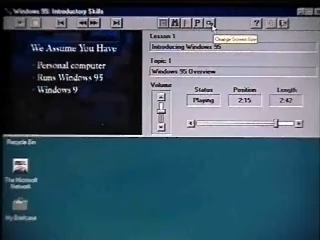 Windows 95: Introductory Skills
We Assume You Have
· Personal computer
· Runs Windows 95
· Windows 9
Lesson 1
Introducing Windows 95
Change Screen Size
Topic 1
Windows 95 Overview
Volume
Status
Position
Length
Playing
2:15
2:42
Recycle Bin
The Microsoft
Network
My Briefcase